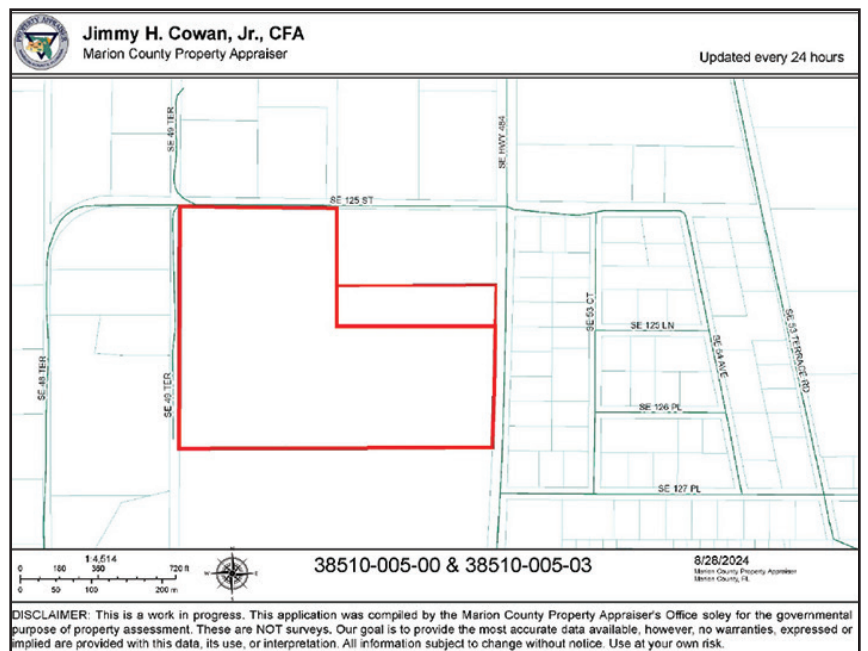 Jimmy H. Cowan, Jr., CFA
Marion County Property Appraiser
Updated every 24 hours
SE 49 TER
SE HWY 484
SE 125 ST
SE 53 CT
SE 125 LN
SE 53 TERRACE RD
SE 54 AVE
SE 48 TER
SE 49 TER
SE 126 PL
SE 127 PL
1:4,514
0 180 360 720 ft
0 50 100 200 m
38510-005-00 & 38510-005-03
8/28/2024
Marion County Property Appraiser
Marion County, FL
DISCLAIMER: This is a work in progress. This application was compiled by the Marion County Property Appraiser's Office soley for the governmental
purpose of property assessment. These are NOT surveys. Our goal is to provide the most accurate data available, however, no warranties, expressed or
implied are provided with this data, its use, or interpretation. All information subject to change without notice. Use at your own risk.